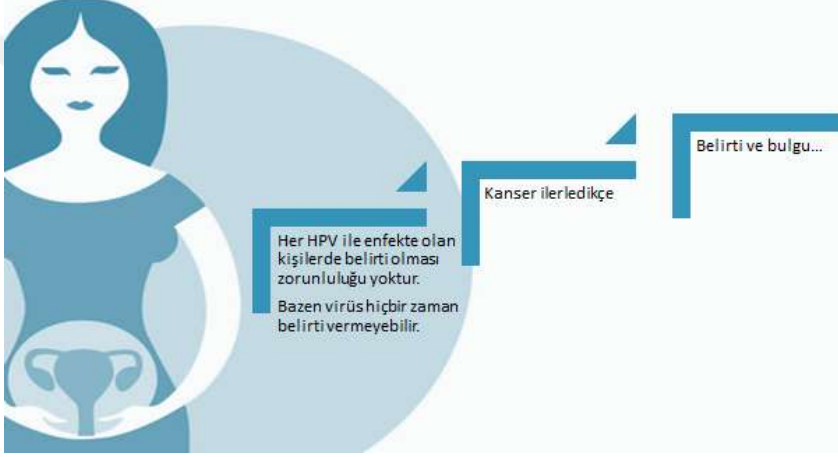 Her HPV ile enfekte olan
kişilerde belirti olması
zorunluluğu yoktur.
Bazen virüs hiçbir zaman
belirti vermeyebilir.
Kanser ilerledikçe
Belirti ve bulgu...